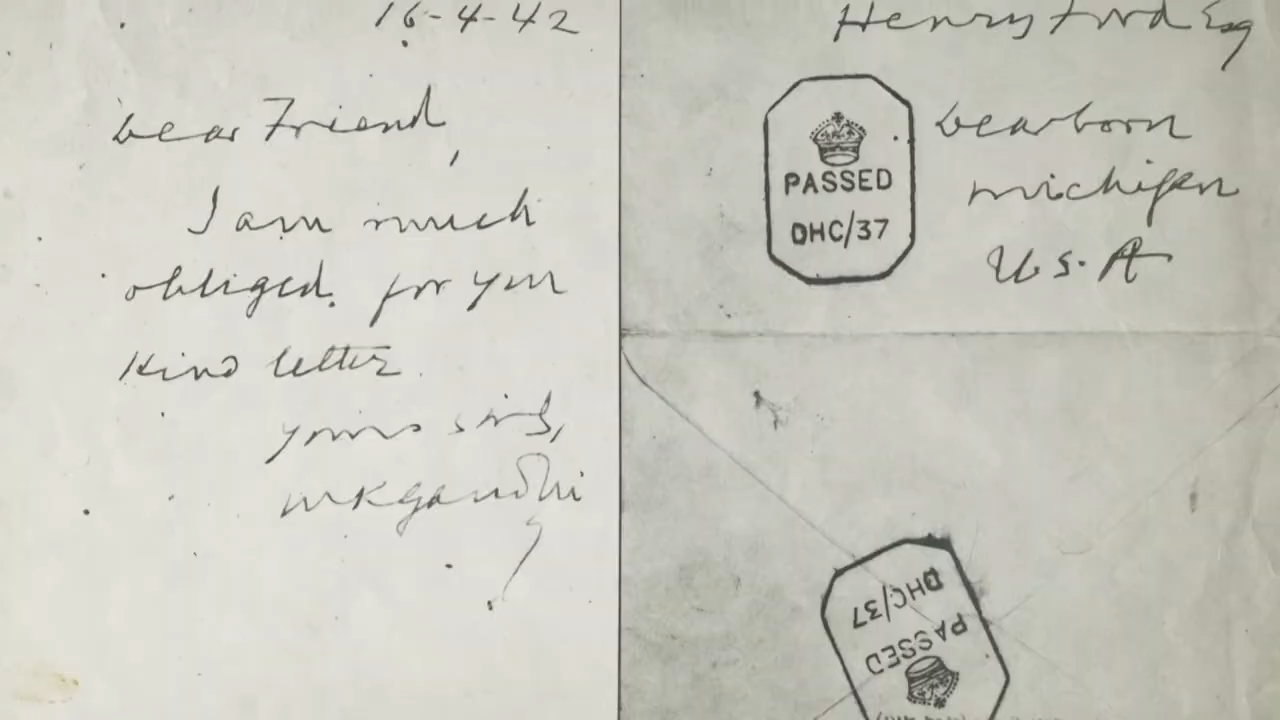 16-4-42
Dear Friend,
I am much
obliged for your
kind letter.
yours
MKGandhi
Henry Ford Esq
Dearborn
Michigan
U.S.A
PASSED
DHC/37
PASSED
DHC/37